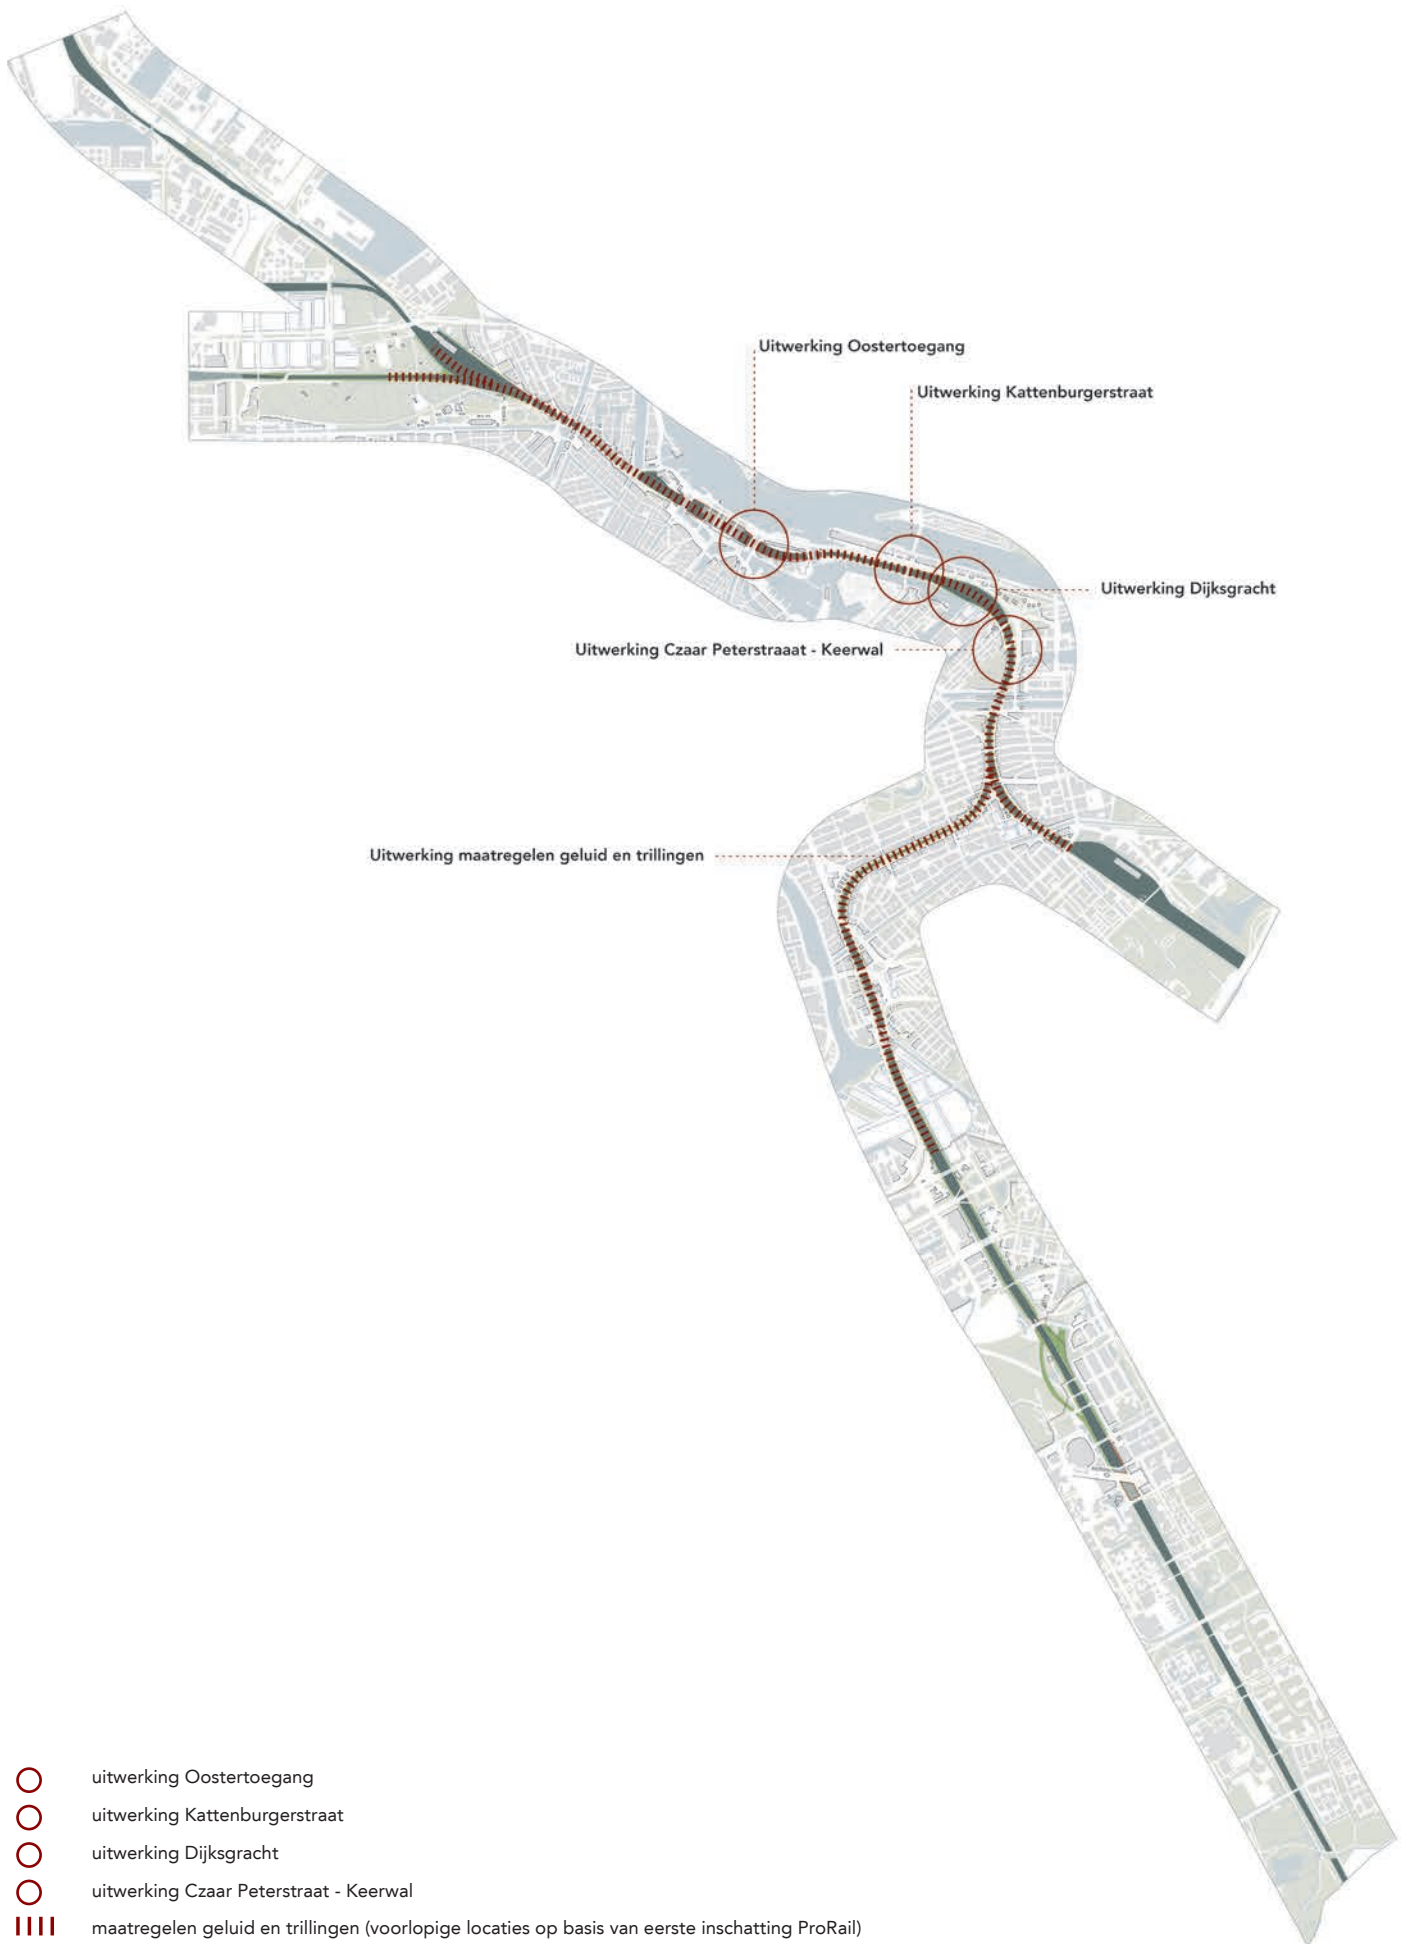 Uitwerking Oostertoegang
Uitwerking Kattenburgerstraat
Uitwerking Dijksgracht
Uitwerking Czaar Peterstraaat - Keerwal
Uitwerking maatregelen geluid en trillingen
uitwerking Oostertoegang
uitwerking Kattenburgerstraat
uitwerking Dijksgracht
uitwerking Czaar Peterstraat - Keerwal
maatregelen geluid en trillingen (voorlopige locaties op basis van eerste inschatting ProRail)